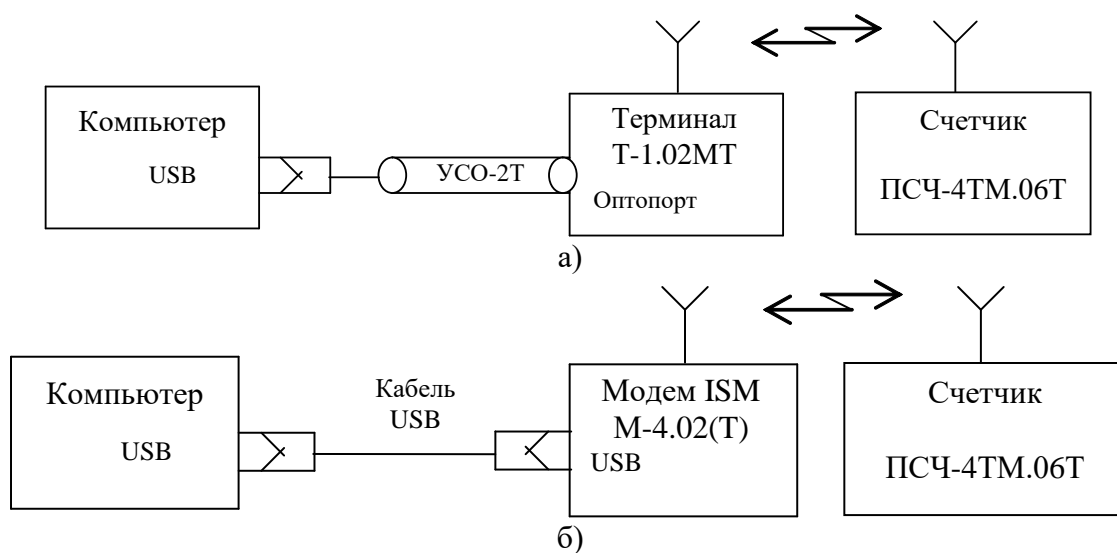 Компьютер
USB
УСО-2Т
Терминал
Т-1.02МТ
Оптопорт
Счетчик
ПСЧ-4ТМ.06Т
а)
Компьютер
USB
Кабель
USB
Модем ISM
М-4.02(Т)
USB
Счетчик
ПСЧ-4ТМ.06Т
б)